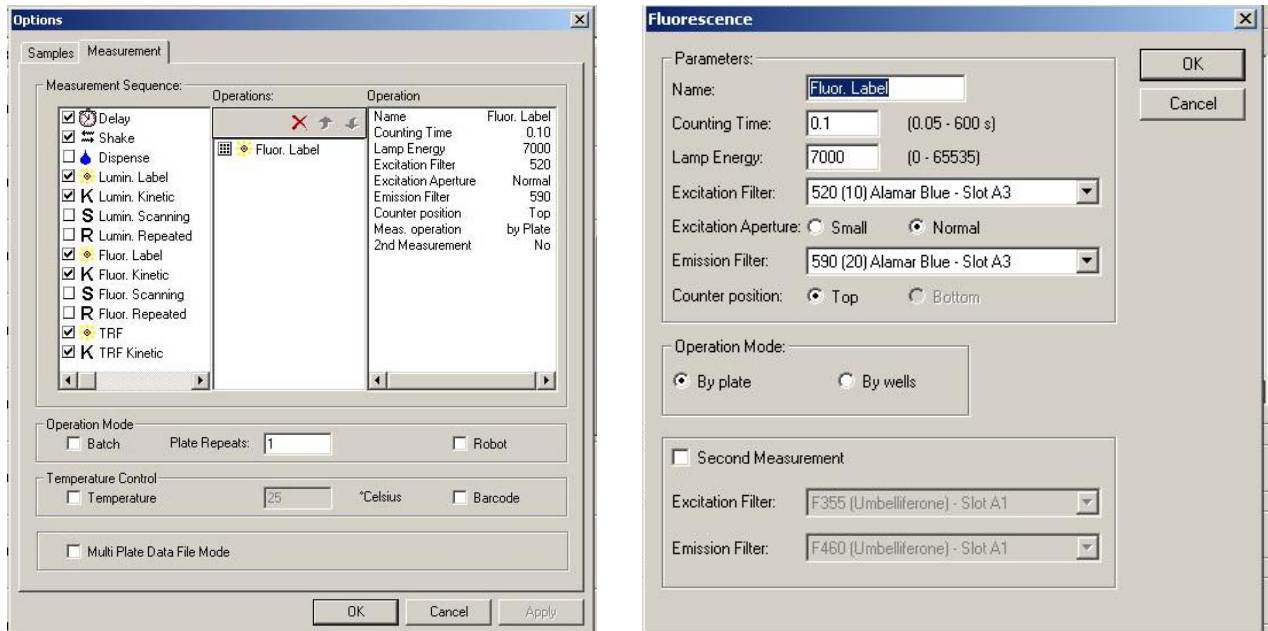 Options
Samples Measurement
Measurement Sequence:
Operations:
Operation
Delay
Shake
Dispense
Lumin. Label
K Lumin. Kinetic
S Lumin. Scanning
R Lumin. Repeated
Fluor. Label
K Fluor. Kinetic
S Fluor. Scanning
R Fluor. Repeated
TRF
K TRF Kinetic
Fluor. Label
Name Fluor. Label
Counting Time 0.10
Lamp Energy 7000
Excitation Filter 520
Excitation Aperture Normal
Emission Filter 590
Counter position Top
Meas. operation by Plate
2nd Measurement No
Operation Mode
Batch Plate Repeats: 1 Robot
Temperature Control
Temperature 25 °Celsius Barcode
Multi Plate Data File Mode
OK Cancel Apply
Fluorescence
Parameters:
Name: Fluor. Label
Counting Time: 0.1 (0.05 - 600 s)
Lamp Energy: 7000 (0 - 65535)
Excitation Filter: 520 (10) Alamar Blue - Slot A3
Excitation Aperture: Small Normal
Emission Filter: 590 (20) Alamar Blue - Slot A3
Counter position: Top Bottom
OK
Cancel
Operation Mode:
By plate By wells
Second Measurement
Excitation Filter: F355 (Umbelliferone) - Slot A1
Emission Filter: F460 (Umbelliferone) - Slot A1